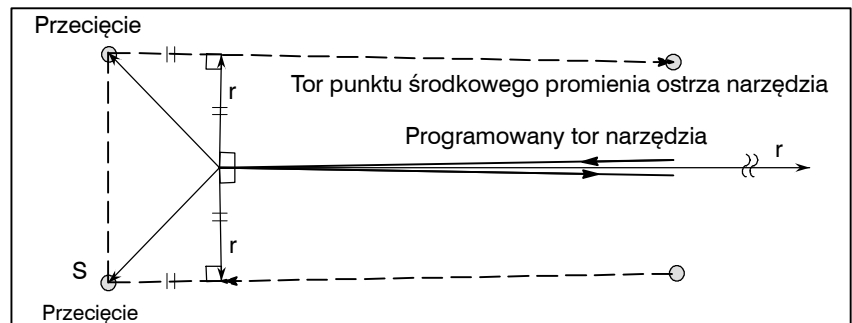 Przecięcie
r
Tor punktu środkowego promienia ostrza narzędzia
Programowany tor narzędzia
r
r
S
Przecięcie